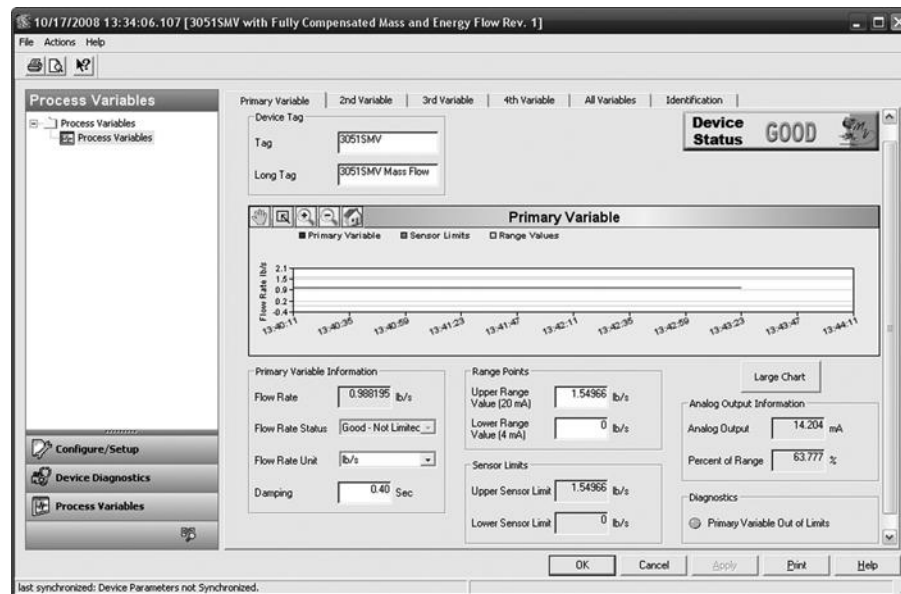 10/17/2008 13:34:06.107 [3051SMV with Fully Compensated Mass and Energy Flow Rev. 1]
File Actions Help
Process Variables
Process Variables
Process Variables
Configure/Setup
Device Diagnostics
Process Variables
Primary Variable
2nd Variable
3rd Variable
4th Variable
All Variables
Identification
Device Tag
Tag 3051SMV
Long Tag 3051SMV Mass Flow
Device Status GOOD
Primary Variable
Primary Variable Sensor Limits Range Values
Flow Rate lb/s
2.1
1.5
0.9
0.2
-0.4
13:40:11 13:40:35 13:40:59 13:41:23 13:41:47 13:42:11 13:42:35 13:42:59 13:43:23 13:43:47 13:44:11
Primary Variable Information
Flow Rate 0.988195 lb/s
Flow Rate Status Good - Not Limitec
Flow Rate Unit lb/s
Damping 0.40 Sec
Range Points
Upper Range Value (20 mA) 1.54966 lb/s
Lower Range Value (4 mA) 0 lb/s
Sensor Limits
Upper Sensor Limit 1.54966 lb/s
Lower Sensor Limit 0 lb/s
Large Chart
Analog Output Information
Analog Output 14.204 mA
Percent of Range 63.777 %
Diagnostics
Primary Variable Out of Limits
OK Cancel Apply Print Help
last synchronized: Device Parameters not Synchronized.